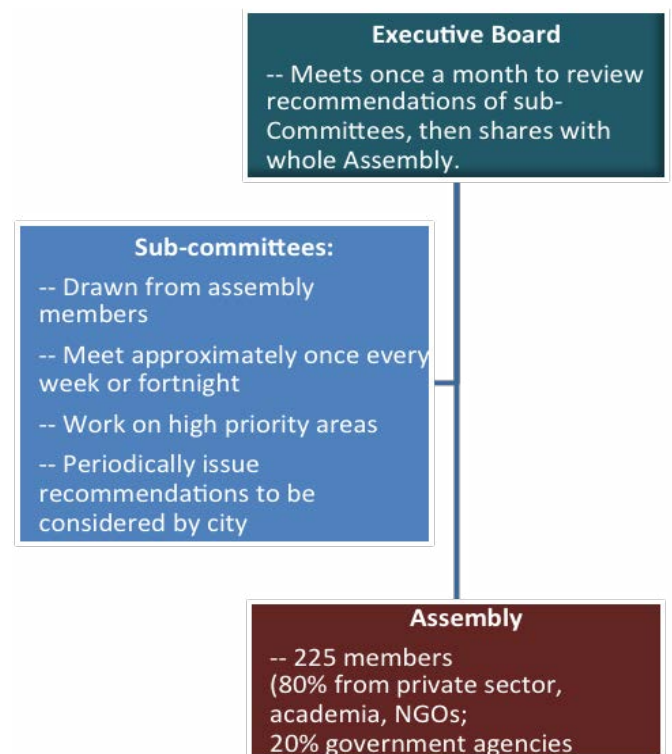 Executive Board
-- Meets once a month to review
recommendations of sub-
Committees, then shares with
whole Assembly.
Sub-committees:
-- Drawn from assembly
members
-- Meet approximately once every
week or fortnight
-- Work on high priority areas
-- Periodically issue
recommendations to be
considered by city
Assembly
-- 225 members
(80% from private sector,
academia, NGOs;
20% government agencies